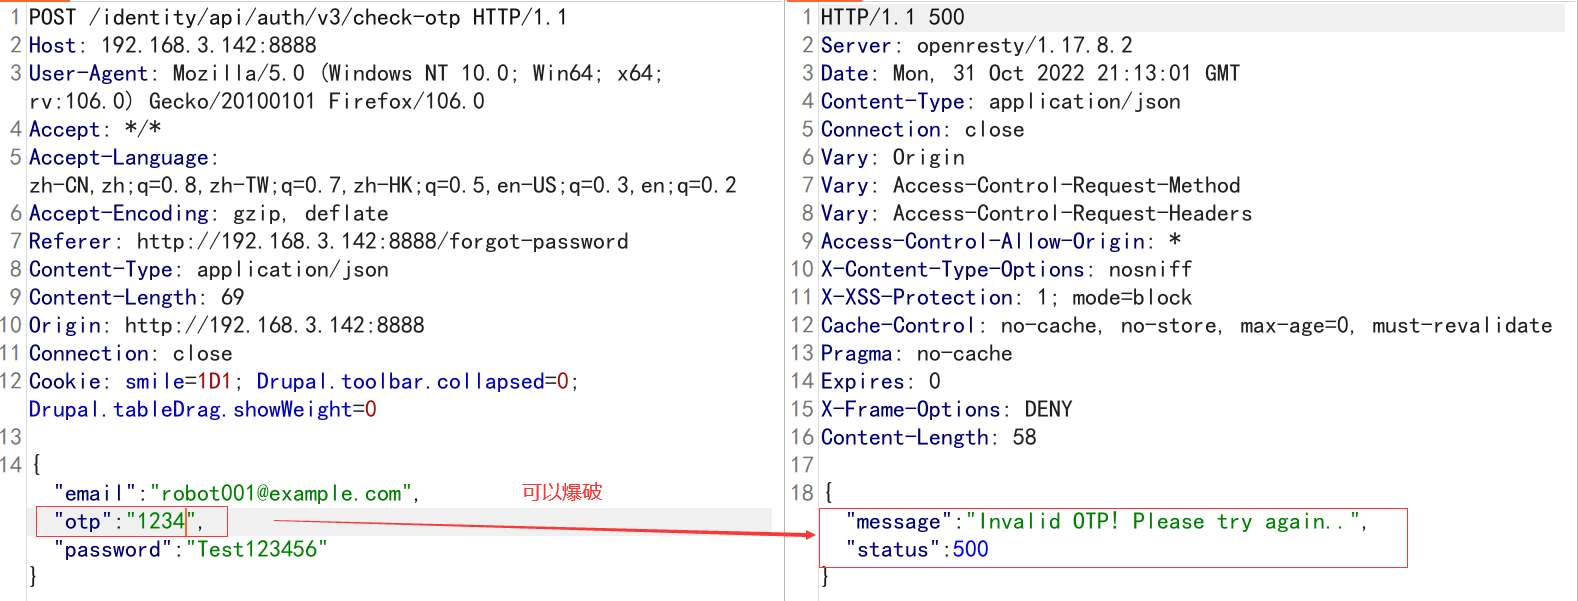 1 POST /identity/api/auth/v3/check-otp HTTP/1.1
2 Host: 192.168.3.142:8888
3 User-Agent: Mozilla/5.0 (Windows NT 10.0; Win64; x64;
rv:106.0) Gecko/20100101 Firefox/106.0
4 Accept: */*
5 Accept-Language:
zh-CN,zh;q=0.8,zh-TW;q=0.7,zh-HK;q=0.5,en-US;q=0.3,en;q=0.2
6 Accept-Encoding: gzip, deflate
7 Referer: http://192.168.3.142:8888/forgot-password
8 Content-Type: application/json
9 Content-Length: 69
10 Origin: http://192.168.3.142:8888
11 Connection: close
12 Cookie: smile=1D1; Drupal.toolbar.collapsed=0;
Drupal.tableDrag.showWeight=0
13
14 {
"email":"robot001@example.com",
可以爆破
"otp":"1234",
"password":"Test123456"
}
1 HTTP/1.1 500
2 Server: openresty/1.17.8.2
3 Date: Mon, 31 Oct 2022 21:13:01 GMT
4 Content-Type: application/json
5 Connection: close
6 Vary: Origin
7 Vary: Access-Control-Request-Method
8 Vary: Access-Control-Request-Headers
9 Access-Control-Allow-Origin: *
10 X-Content-Type-Options: nosniff
11 X-XSS-Protection: 1; mode=block
12 Cache-Control: no-cache, no-store, max-age=0, must-revalidate
13 Pragma: no-cache
14 Expires: 0
15 X-Frame-Options: DENY
16 Content-Length: 58
17
18 {
"message":"Invalid OTP! Please try again..",
"status":500
}